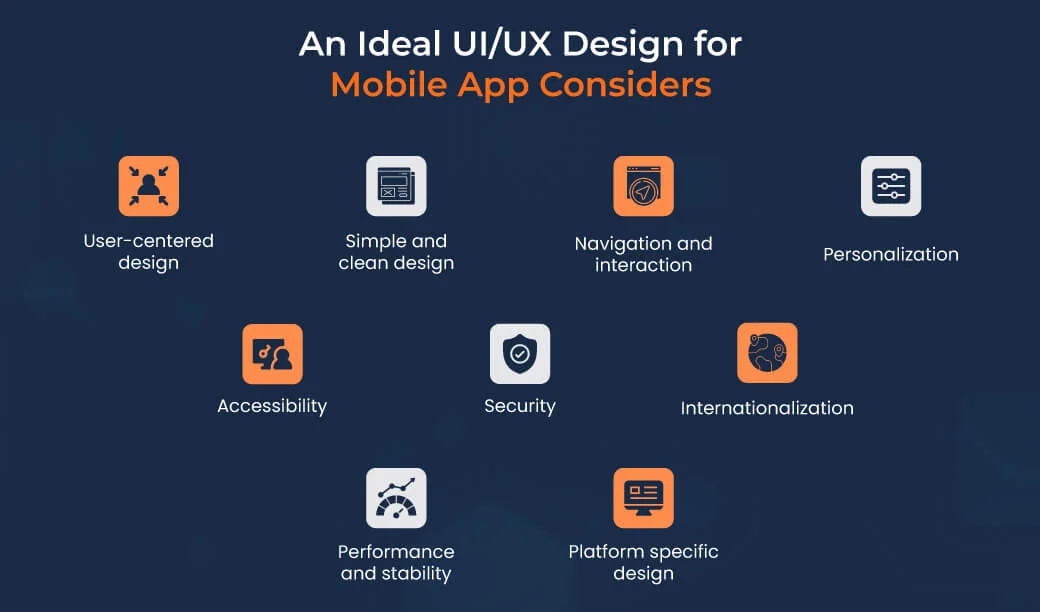 An Ideal UI/UX Design for
Mobile App Considers
User-centered
design
Simple and
clean design
Navigation and
interaction
Personalization
Accessibility
Security
Internationalization
Performance
and stability
Platform specific
design